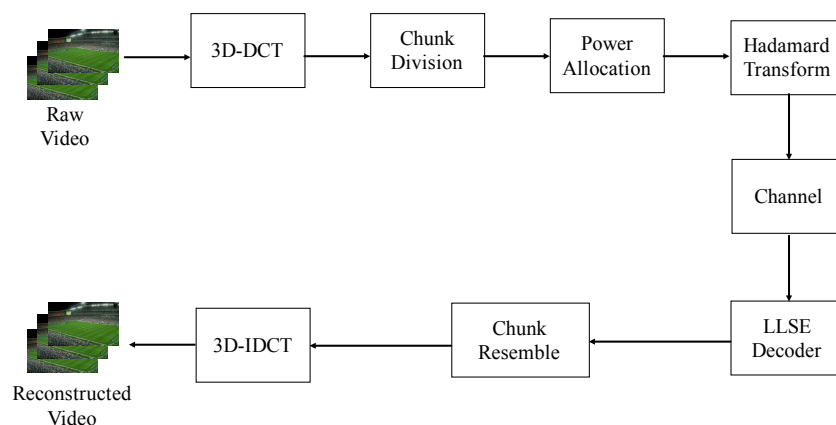 Raw
Video
3D-DCT
Chunk
Division
Power
Allocation
Hadamard
Transform
Channel
LLSE
Decoder
Chunk
Resemble
3D-IDCT
Reconstructed
Video